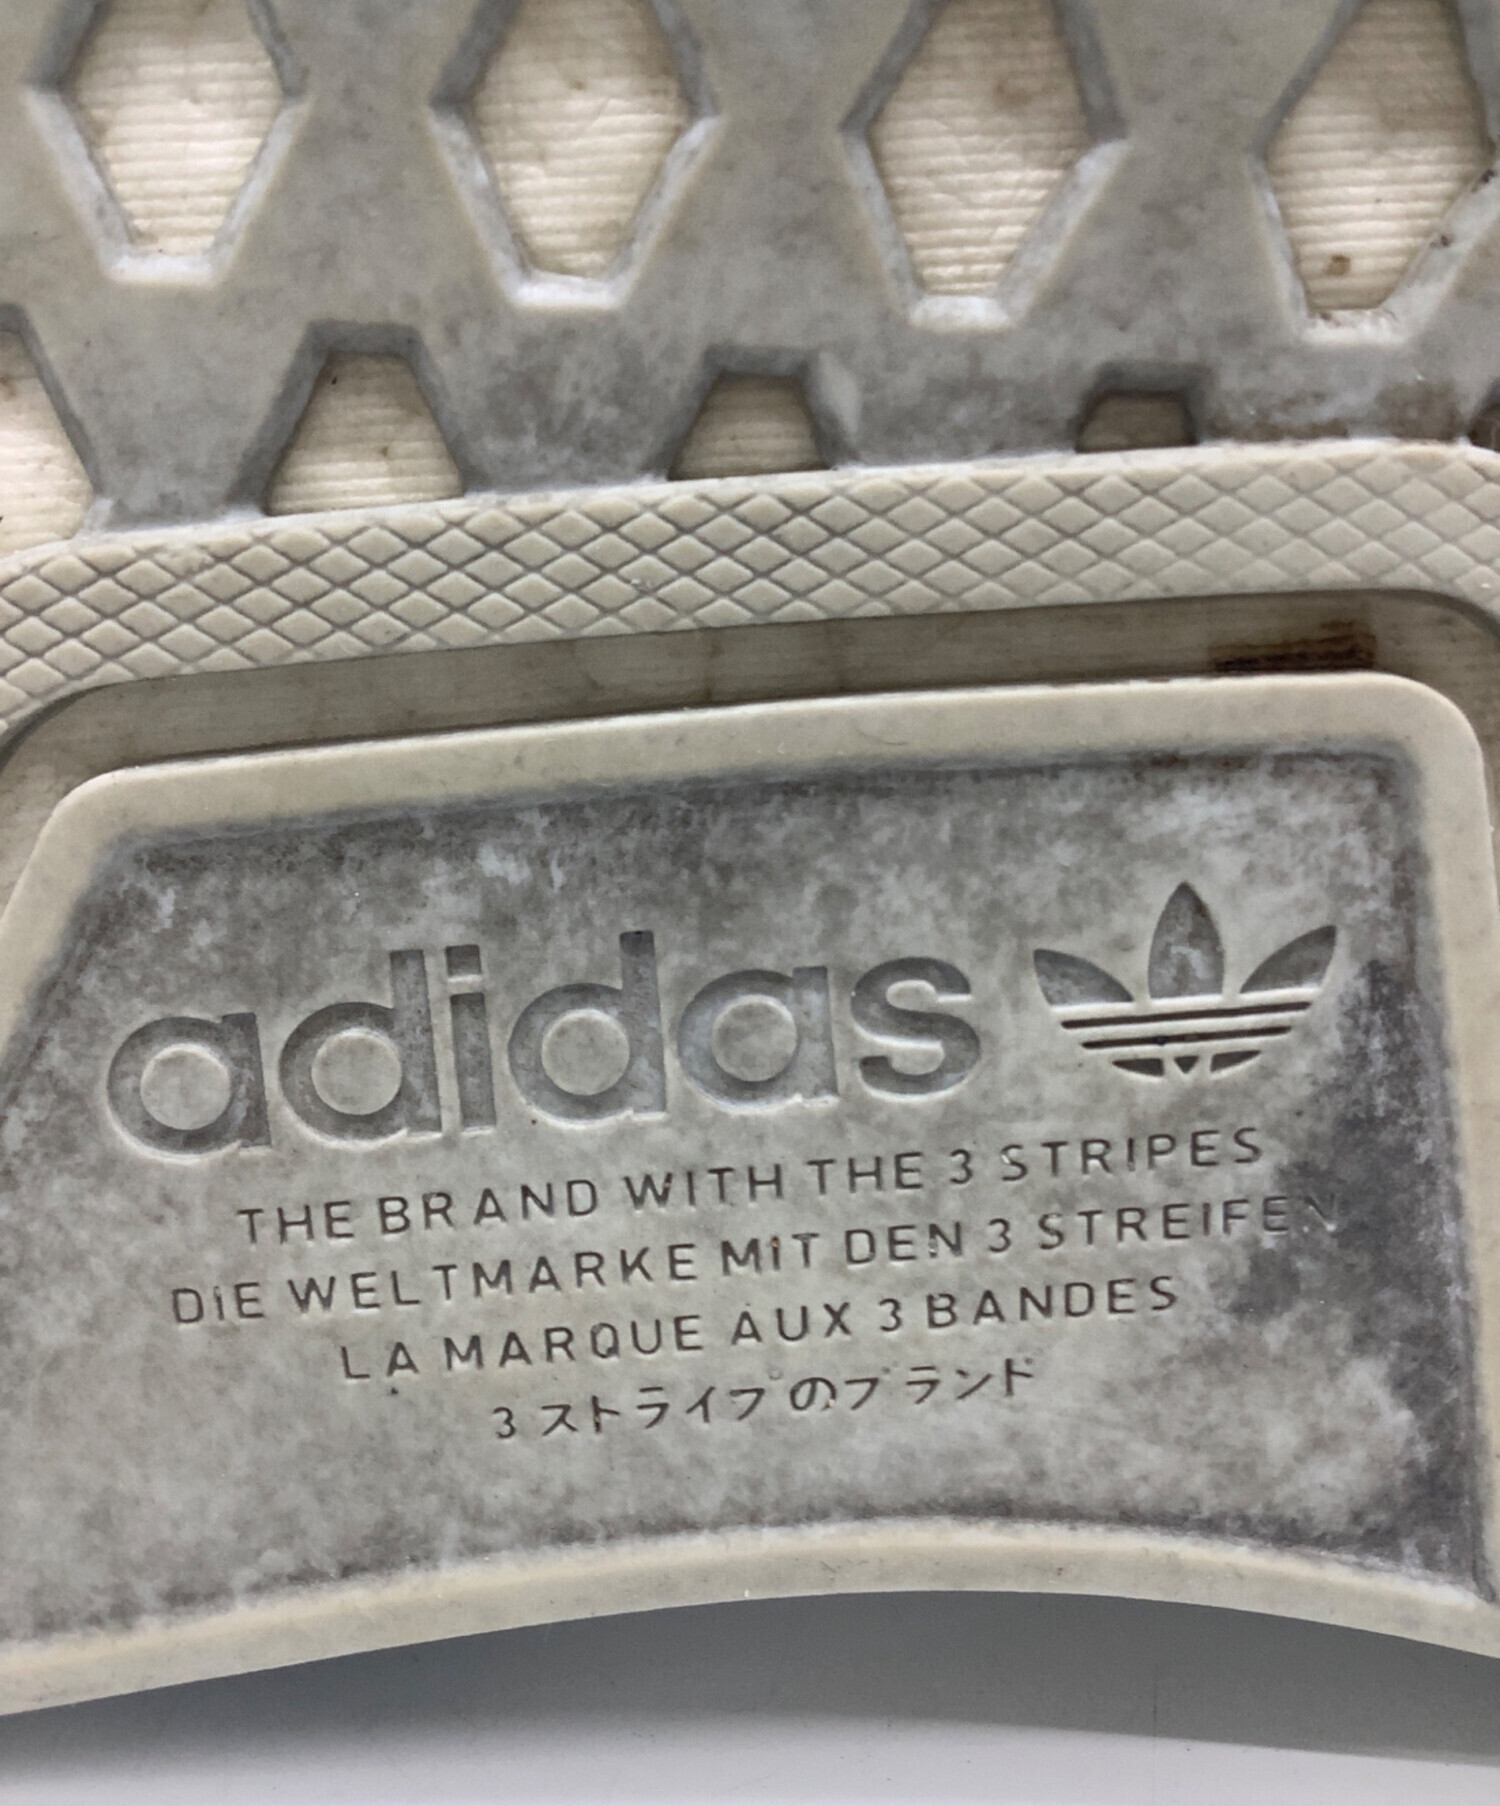 adidas
THE BRAND WITH THE 3 STRIPES
DIE WELTMARKE MIT DEN 3 STREIFEN
LA MARQUE AUX 3 BANDES
3 ストライプのブランド